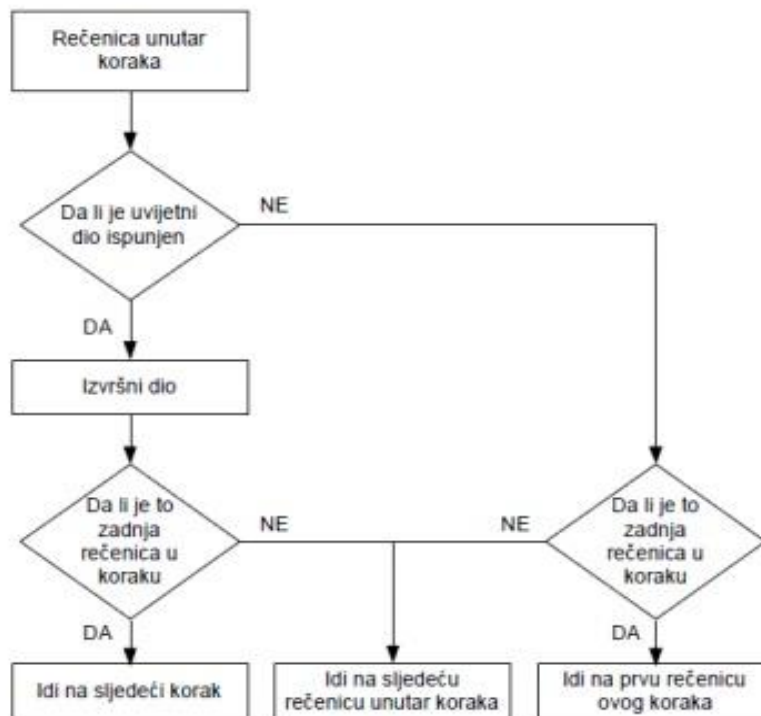 Rečenica unutar
koraka
Da li je uvijetni
dio ispunjen
NE
DA
Izvršni dio
Da li je to
zadnja
rečenica u
koraku
NE
NE
Da li je to
zadnja
rečenica u
koraku
DA
DA
Idi na sljedeći korak
Idi na sljedeću
rečenicu unutar koraka
Idi na prvu rečenicu
ovog koraka